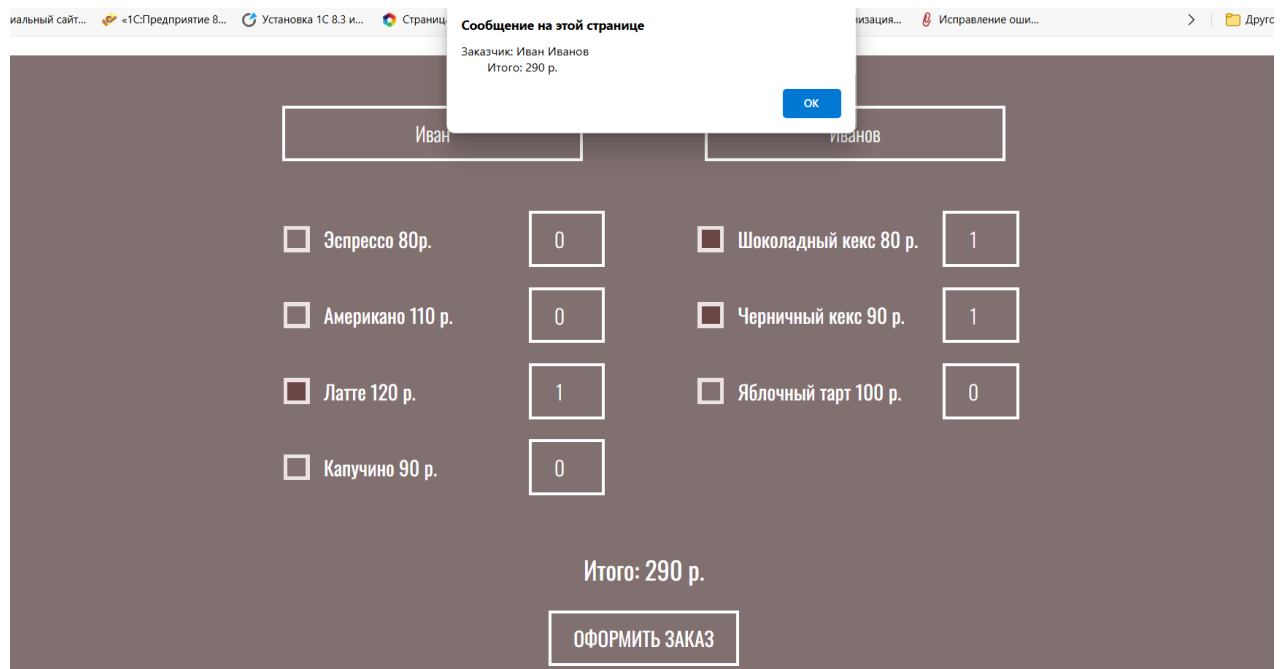 иальный сайт... «1С:Предприятие 8... Установка 1С 8.3 и... Страниц изация... Исправление оши... > Друго
Сообщение на этой странице
Заказчик: Иван Иванов
Итого: 290 р.
ОК
Иван Иванов
Эспрессо 80р. 0 Шоколадный кекс 80 р. 1
Американо 110 р. 0 Черничный кекс 90 р. 1
Латте 120 р. 1 Яблочный тарт 100 р. 0
Капучино 90 р. 0
Итого: 290 р.
ОФОРМИТЬ ЗАКАЗ